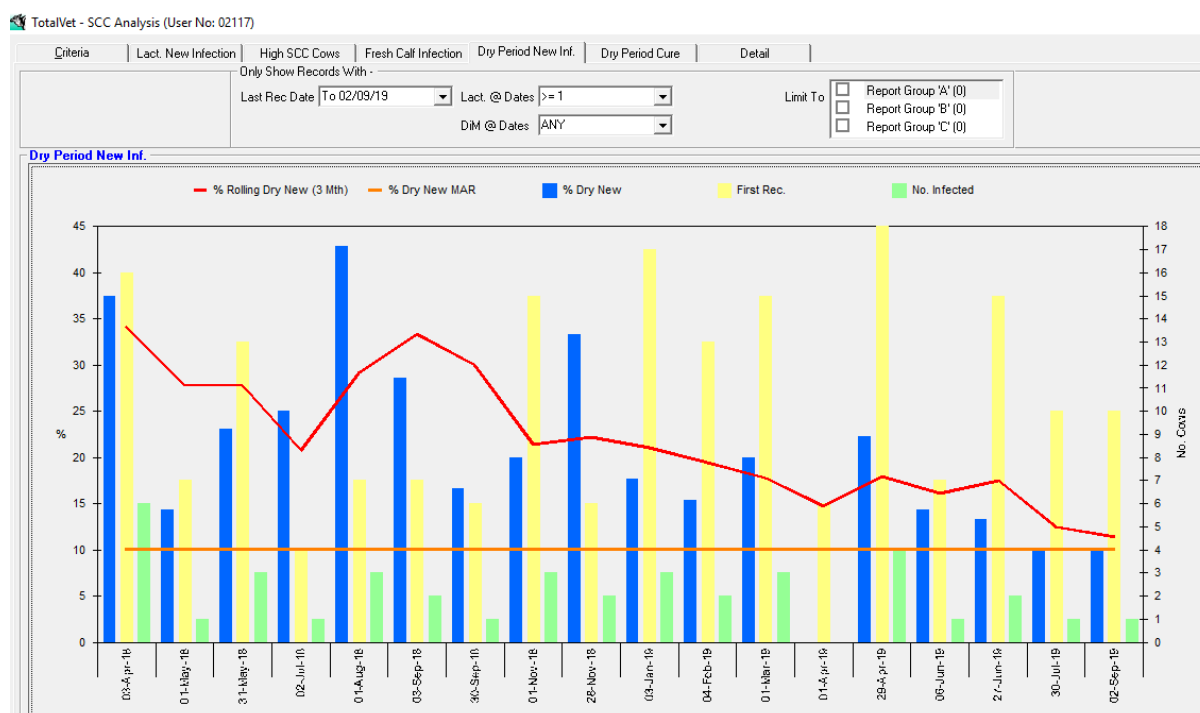 TotalVet - SCC Analysis (User No: 02117)
Criteria Lact. New Infection High SCC Cows Fresh Calf Infection Dry Period New Inf. Dry Period Cure Detail
Only Show Records With -
Last Rec Date To 02/09/19 Lact. @ Dates >= 1 Limit To Report Group 'A' (0)
Report Group 'B' (0)
DiM @ Dates ANY Report Group 'C' (0)
Dry Period New Inf.
% Rolling Dry New (3 Mth) % Dry New MAR % Dry New First Rec. No. Infected
45 18
17
40 16
15
35 14
13
30 12
11
25 10
% 9 No. Cows
20 8
7
15 6
5
10 4
3
5 2
1
0 0
03-Apr-18 01-May-18 31-May-18 02-Jul-18 01-Aug-18 03-Sep-18 30-Sep-18 01-Nov-18 28-Nov-18 03-Jan-19 04-Feb-19 01-Mar-19 01-Apr-19 29-Apr-19 06-Jun-19 27-Jun-19 30-Jul-19 02-Sep-19